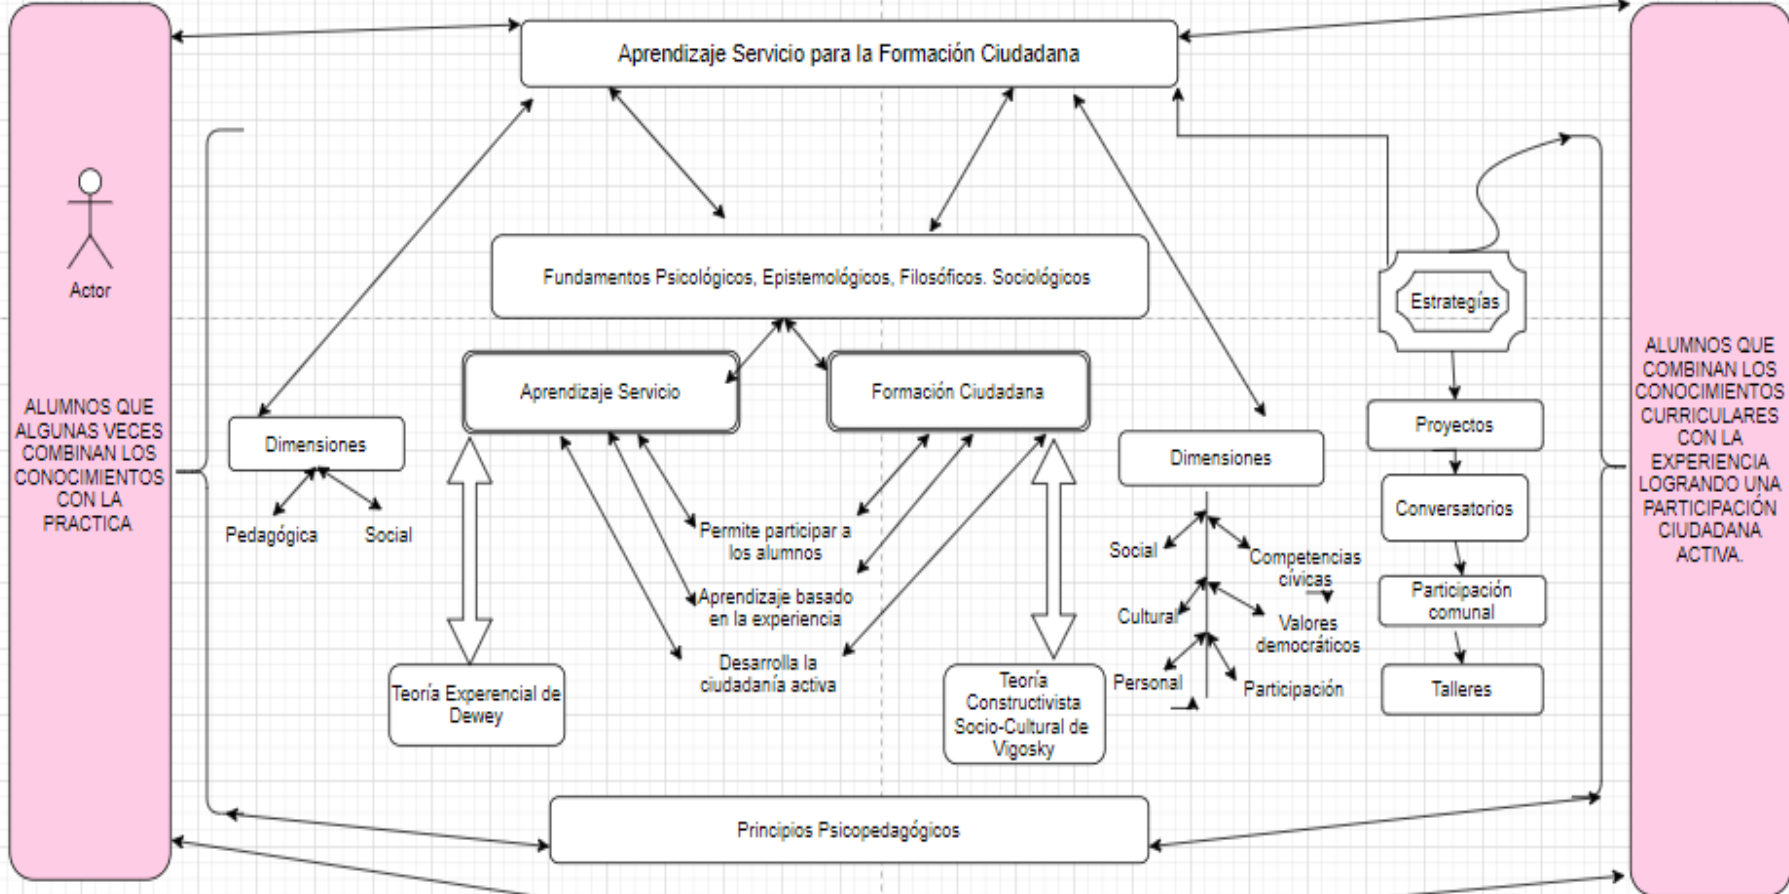 Aprendizaje Servicio para la Formación Ciudadana
Actor
ALUMNOS QUE
ALGUNAS VECES
COMBINAN LOS
CONOCIMIENTOS
CON LA
PRACTICA
Fundamentos Psicológicos, Epistemológicos, Filosóficos. Sociológicos
Aprendizaje Servicio
Formación Ciudadana
Dimensiones
Pedagógica
Social
Permite participar a
los alumnos
Aprendizaje basado
en la experiencia
Desarrolla la
ciudadanía activa
Teoría Experencial de
Dewey
Teoría
Constructivista
Socio-Cultural de
Vigosky
Dimensiones
Social
Competencias
cívicas
Cultural
Valores
democráticos
Personal
Participación
Estrategías
Proyectos
Conversatorios
Participación
comunal
Talleres
Principios Psicopedagógicos
ALUMNOS QUE
COMBINAN LOS
CONOCIMIENTOS
CURRICULARES
CON LA
EXPERIENCIA
LOGRANDO UNA
PARTICIPACIÓN
CIUDADANA
ACTIVA.